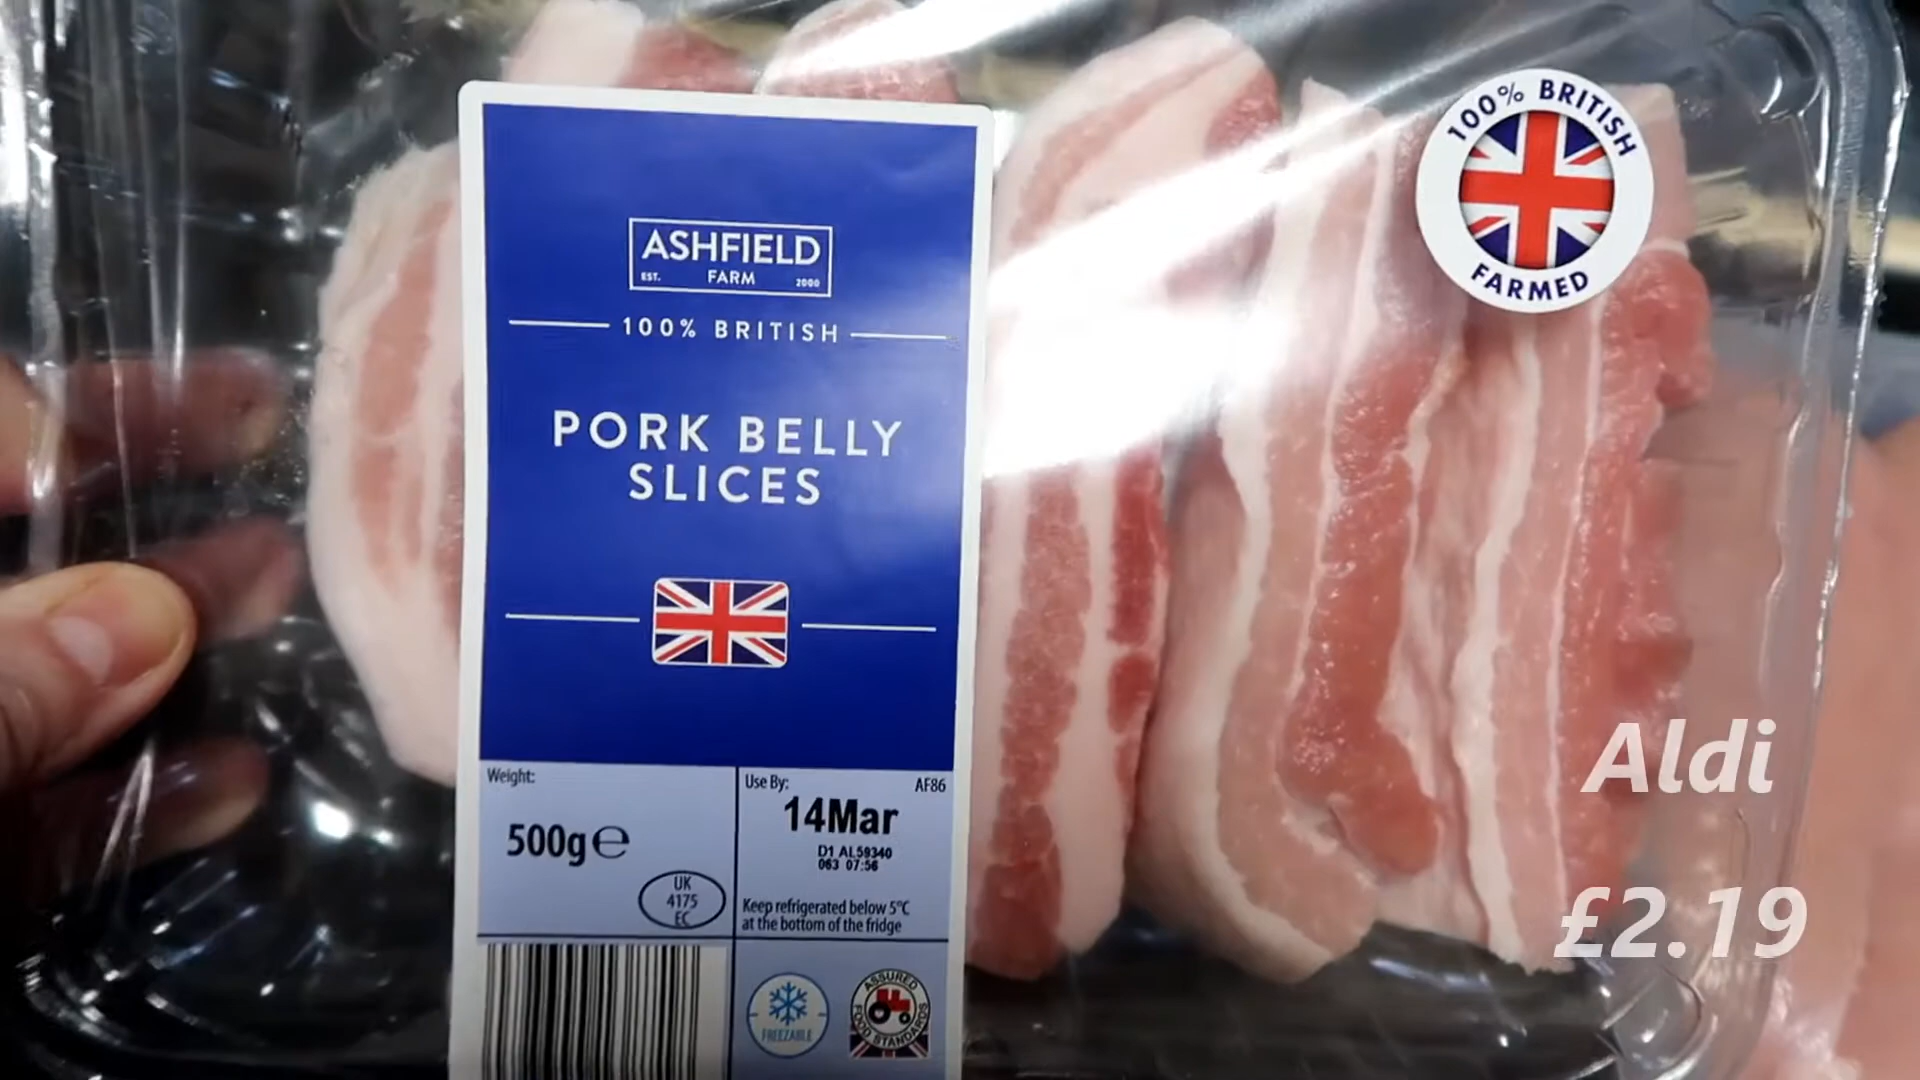 ASHFIELD
EST. FARM 2000
100% BRITISH
PORK BELLY
SLICES
Weight:
500g℮
UK
4175
EC
Use By: AF86
14Mar
D1 AL59340
063 07:56
Keep refrigerated below 5°C
at the bottom of the fridge
FREEZABLE
ASSURED
FOOD STANDARDS
100% BRITISH
FARMED
Aldi
£2.19